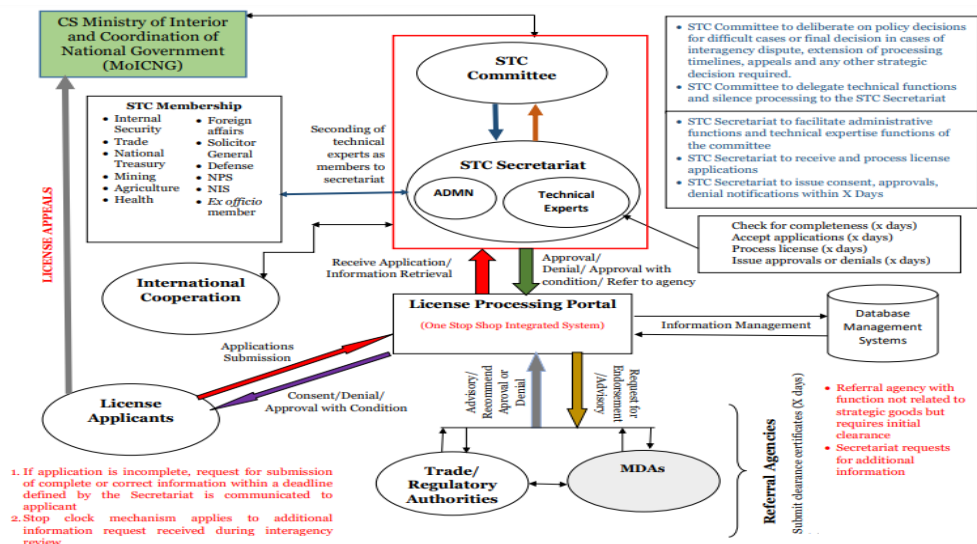 CS Ministry of Interior
and Coordination of
National Government
(MoICNG)
STC
Committee
• STC Committee to deliberate on policy decisions
for difficult cases or final decision in cases of
interagency dispute, extension of processing
timelines, appeals and any other strategic
decision required.
• STC Committee to delegate technical functions
and silence processing to the STC Secretariat
STC Membership
• Internal
Security
• Trade
• National
Treasury
• Mining
• Agriculture
• Health
• Foreign
affairs
• Solicitor
General
• Defense
• NPS
• NIS
• Ex officio
member
Seconding of
technical
experts as
members to
secretariat
STC Secretariat
ADMN
Technical
Experts
• STC Secretariat to facilitate administrative
functions and technical expertise functions of
the committee
• STC Secretariat to receive and process license
applications
• STC Secretariat to issue consent, approvals,
denial notifications within X Days
Check for completeness (x days)
Accept applications (x days)
Process license (x days)
Issue approvals or denials (x days)
LICENSE APPEALS
International
Cooperation
Receive Application/
Information Retrieval
Approval/
Denial/ Approval with
condition/ Refer to
agency
License Processing Portal
(One Stop Shop Integrated System)
Information Management
Database
Management
Systems
Applications
Submission
License
Applicants
Consent/Denial/
Approval with Condition
Advisory/
Recommend
Aproval or
Denial
Request for
Endorsement
/Advisory
Trade/
Regulatory
Authorities
MDAs
Referral Agencies
Submit clearance certificates (X days)
• Referral agency with
function not related to
strategic goods but
requires initial
clearance
• Secretariat requests
for additional
information
1. If application is incomplete, request for submission
of complete or correct information within a deadline
defined by the Secretariat is communicated to
applicant
2. Stop clock mechanism applies to additional
information request received during interagency
review